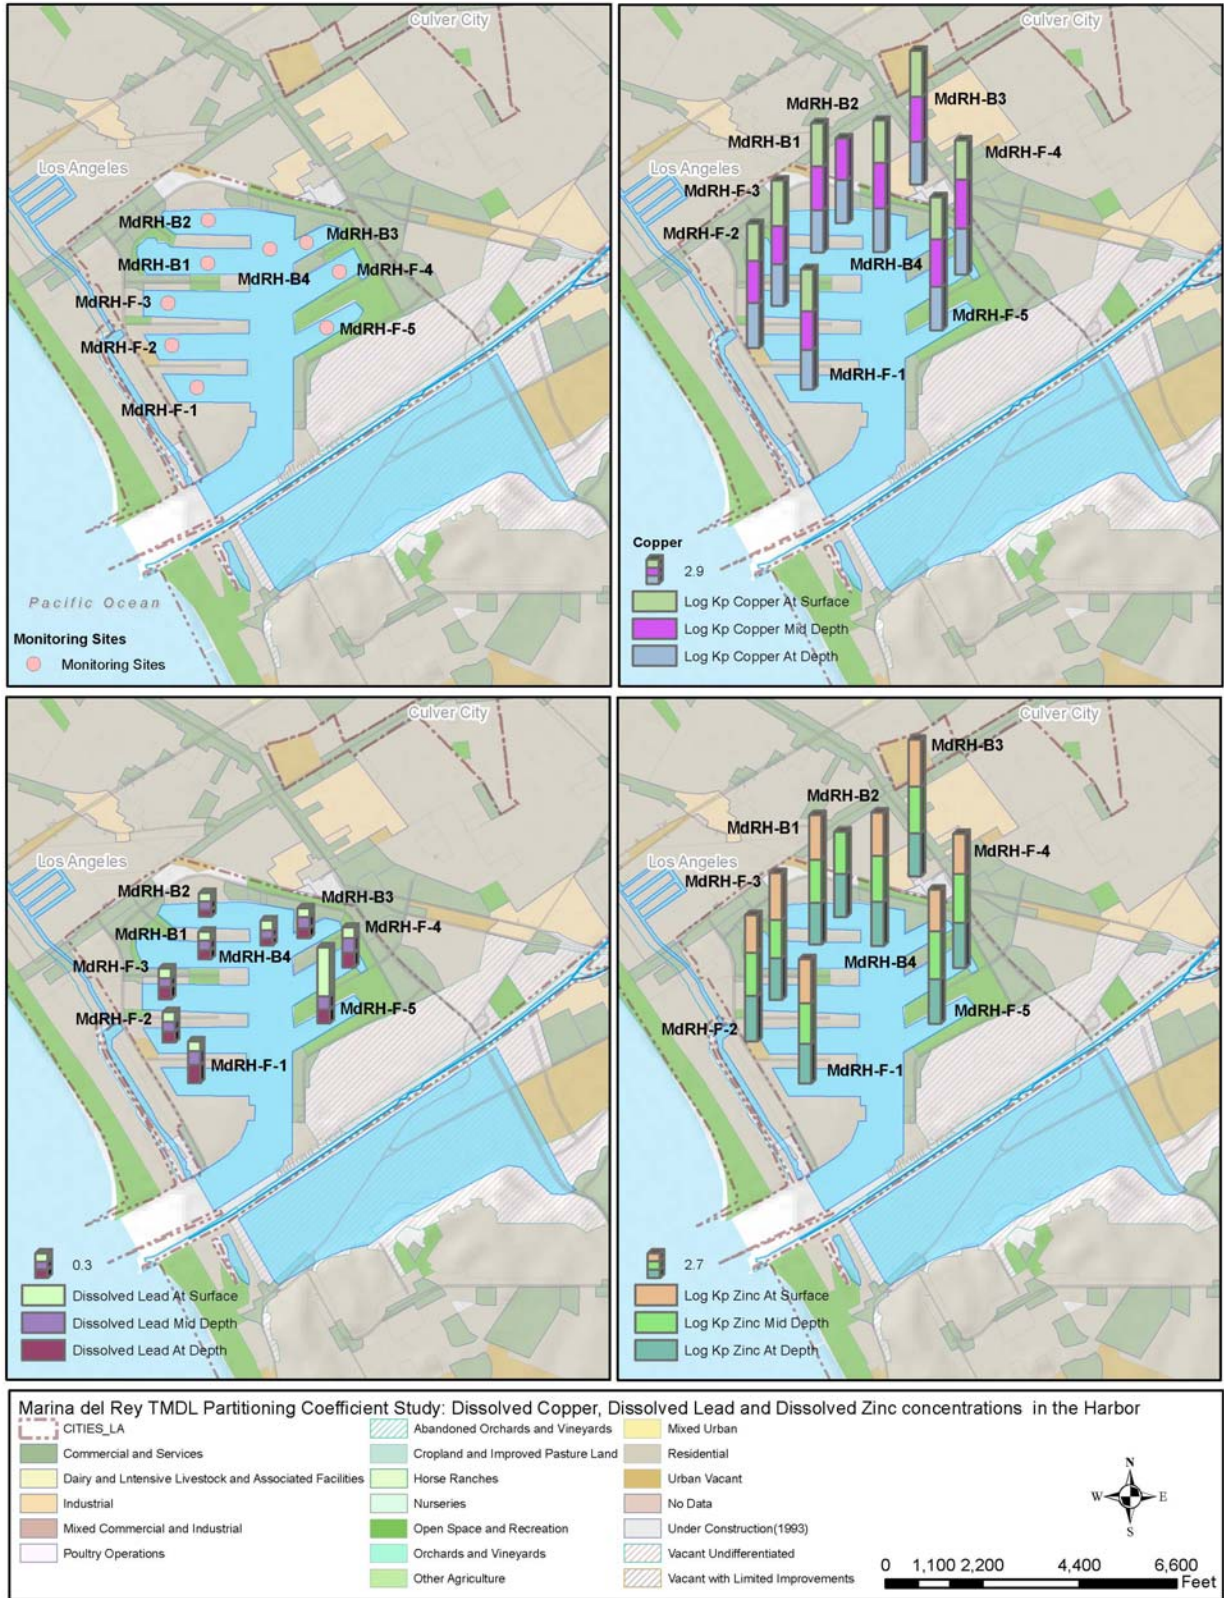 Culver City
Los Angeles
MdRH-B2
MdRH-B3
MdRH-B1
MdRH-B4
MdRH-F-4
MdRH-F-3
MdRH-F-5
MdRH-F-2
MdRH-F-1
Pacific Ocean
Monitoring Sites
Monitoring Sites
Culver City
MdRH-B2
MdRH-B3
MdRH-B1
MdRH-F-4
Los Angeles
MdRH-F-3
MdRH-F-2
MdRH-B4
MdRH-F-5
MdRH-F-1
Copper
2.9
Log Kp Copper At Surface
Log Kp Copper Mid Depth
Log Kp Copper At Depth
Culver City
Los Angeles
MdRH-B2
MdRH-B3
MdRH-B1
MdRH-F-4
MdRH-B4
MdRH-F-3
MdRH-F-5
MdRH-F-2
MdRH-F-1
0.3
Dissolved Lead At Surface
Dissolved Lead Mid Depth
Dissolved Lead At Depth
Culver City
MdRH-B3
MdRH-B2
MdRH-B1
MdRH-F-4
Los Angeles
MdRH-F-3
MdRH-B4
MdRH-F-5
MdRH-F-2
MdRH-F-1
2.7
Log Kp Zinc At Surface
Log Kp Zinc Mid Depth
Log Kp Zinc At Depth
Marina del Rey TMDL Partitioning Coefficient Study: Dissolved Copper, Dissolved Lead and Dissolved Zinc concentrations in the Harbor
CITIES_LA
Commercial and Services
Dairy and Lntensive Livestock and Associated Facilities
Industrial
Mixed Commercial and Industrial
Poultry Operations
Abandoned Orchards and Vineyards
Cropland and Improved Pasture Land
Horse Ranches
Nurseries
Open Space and Recreation
Orchards and Vineyards
Other Agriculture
Mixed Urban
Residential
Urban Vacant
No Data
Under Construction(1993)
Vacant Undifferentiated
Vacant with Limited Improvements
N
W E
S
0 1,100 2,200 4,400 6,600
Feet